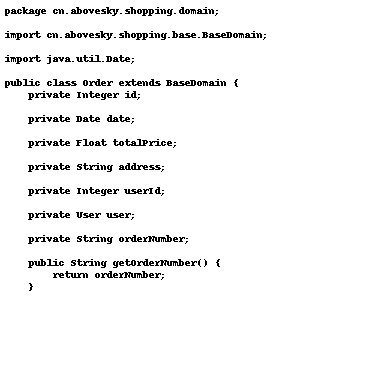 package cn.abovesky.shopping.domain;
import cn.abovesky.shopping.base.BaseDomain;
import java.util.Date;
public class Order extends BaseDomain {
private Integer id;
private Date date;
private Float totalPrice;
private String address;
private Integer userId;
private User user;
private String orderNumber;
public String getOrderNumber() {
return orderNumber;
}